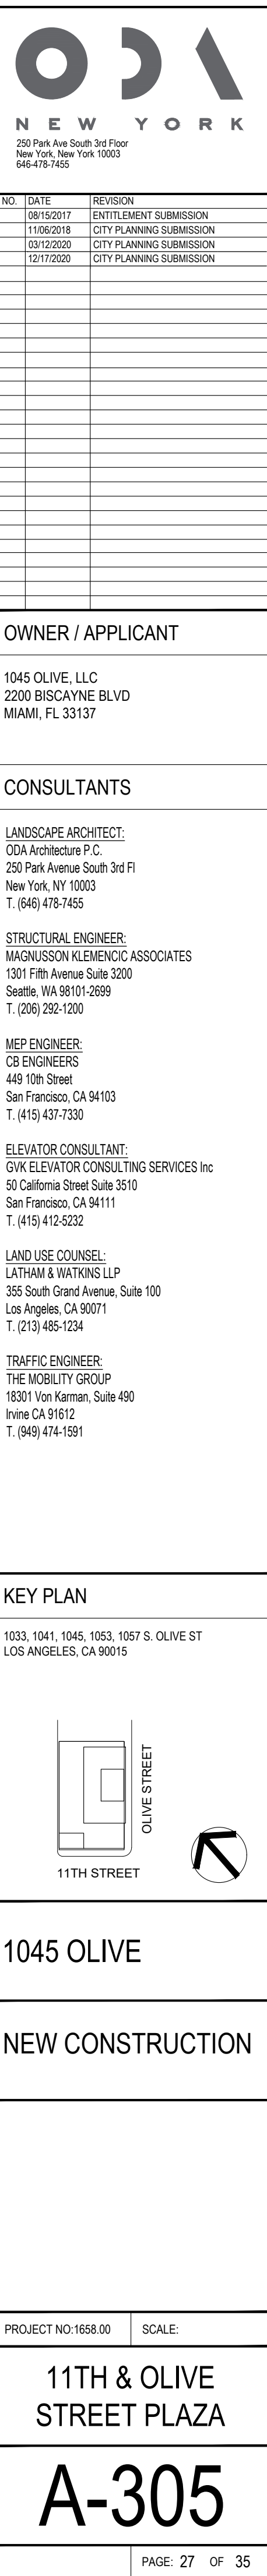 ODA
NEW YORK
250 Park Ave South 3rd Floor
New York, New York 10003
646-478-7455
NO. DATE REVISION
08/15/2017 ENTITLEMENT SUBMISSION
11/06/2018 CITY PLANNING SUBMISSION
03/12/2020 CITY PLANNING SUBMISSION
12/17/2020 CITY PLANNING SUBMISSION
OWNER / APPLICANT
1045 OLIVE, LLC
2200 BISCAYNE BLVD
MIAMI, FL 33137
CONSULTANTS
LANDSCAPE ARCHITECT:
ODA Architecture P.C.
250 Park Avenue South 3rd Fl
New York, NY 10003
T. (646) 478-7455
STRUCTURAL ENGINEER:
MAGNUSSON KLEMENCIC ASSOCIATES
1301 Fifth Avenue Suite 3200
Seattle, WA 98101-2699
T. (206) 292-1200
MEP ENGINEER:
CB ENGINEERS
449 10th Street
San Francisco, CA 94103
T. (415) 437-7330
ELEVATOR CONSULTANT:
GVK ELEVATOR CONSULTING SERVICES Inc
50 California Street Suite 3510
San Francisco, CA 94111
T. (415) 412-5232
LAND USE COUNSEL:
LATHAM & WATKINS LLP
355 South Grand Avenue, Suite 100
Los Angeles, CA 90071
T. (213) 485-1234
TRAFFIC ENGINEER:
THE MOBILITY GROUP
18301 Von Karman, Suite 490
Irvine CA 91612
T. (949) 474-1591
KEY PLAN
1033, 1041, 1045, 1053, 1057 S. OLIVE ST
LOS ANGELES, CA 90015
OLIVE STREET
11TH STREET
1045 OLIVE
NEW CONSTRUCTION
PROJECT NO:1658.00 SCALE:
11TH & OLIVE
STREET PLAZA
A-305
PAGE: 27 OF 35